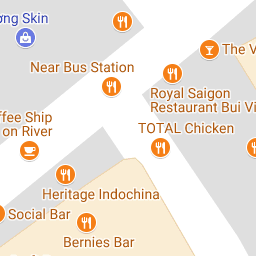 ơng Skin
Near Bus Station
The V
Royal Saigon
Restaurant Bui Vi
ffee Ship
on River
TOTAL Chicken
Heritage Indochina
Social Bar
Bernies Bar